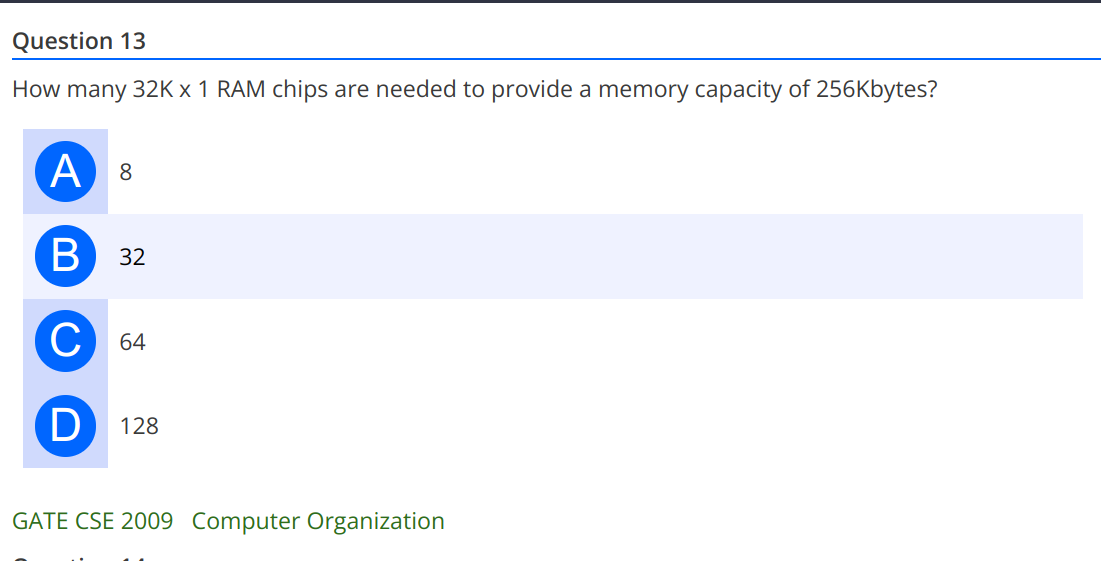 Question 13
How many 32K x 1 RAM chips are needed to provide a memory capacity of 256Kbytes?
A 8
B 32
C 64
D 128
GATE CSE 2009 Computer Organization